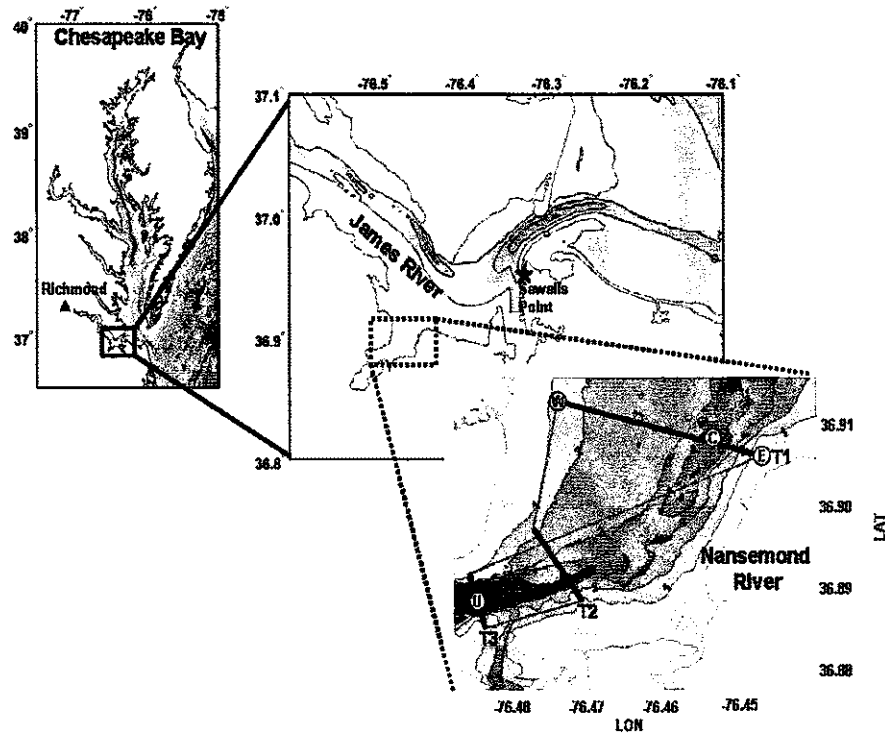 -77° -76° -75°
40°
Chesapeake Bay
39°
38°
Richmond
37°
-76.5° -76.4° -76.3° -76.2° -76.1°
37.1°
37.0°
James River
Sewalls
Point
36.9°
36.8
W
C
E T1
36.91
36.90
LAT
Nansemond
River
36.89
U
T2
T3
36.88
-76.48 -76.47 -76.46 -76.45
LON